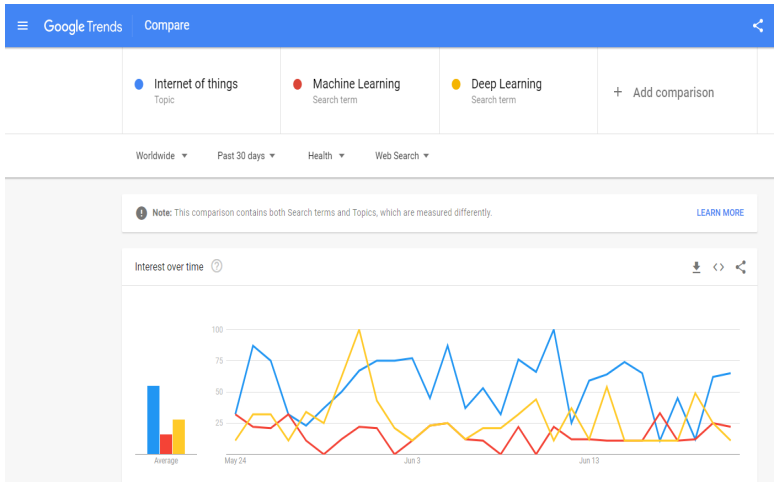 Google Trends Compare
Internet of things Machine Learning Deep Learning + Add comparison
Topic Search term Search term
Worldwide Past 30 days Health Web Search
Note: This comparison contains both Search terms and Topics, which are measured differently. LEARN MORE
Interest over time
100
75
50
25
Average May 24 Jun 3 Jun 13